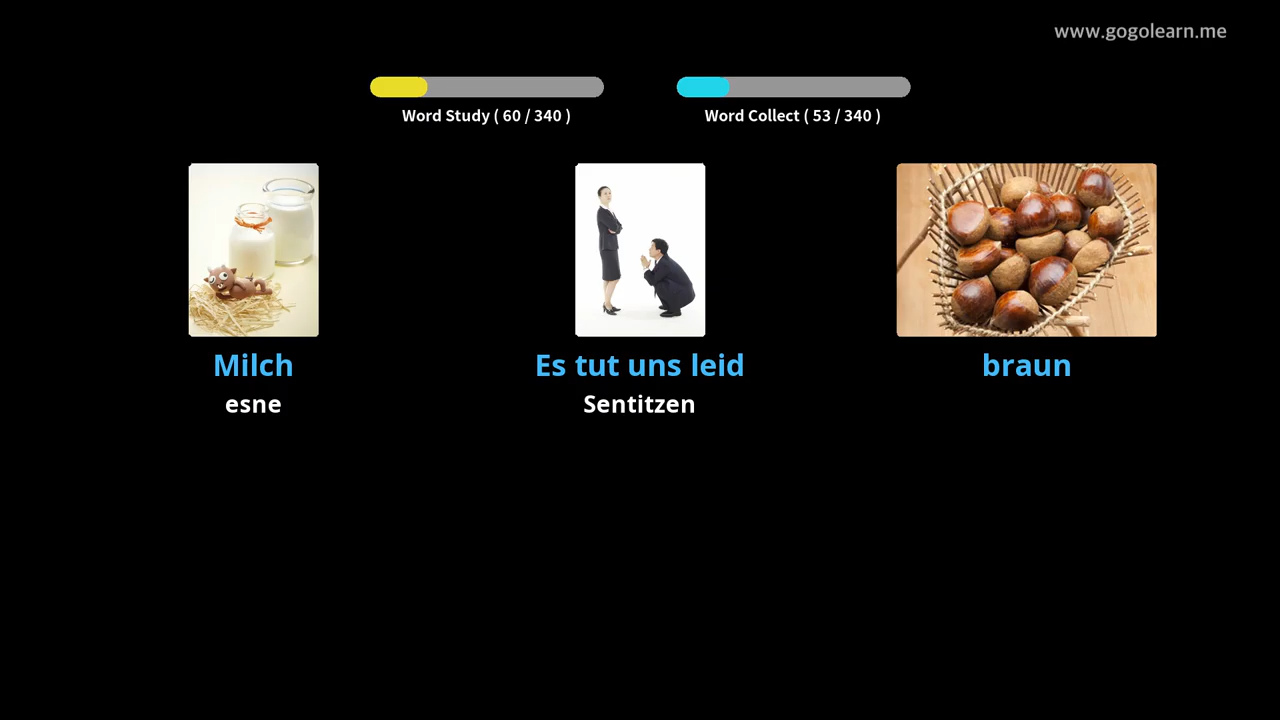 www.gogolearn.me
Word Study ( 60 / 340 )
Word Collect ( 53 / 340 )
Milch
esne
Es tut uns leid
Sentitzen
braun